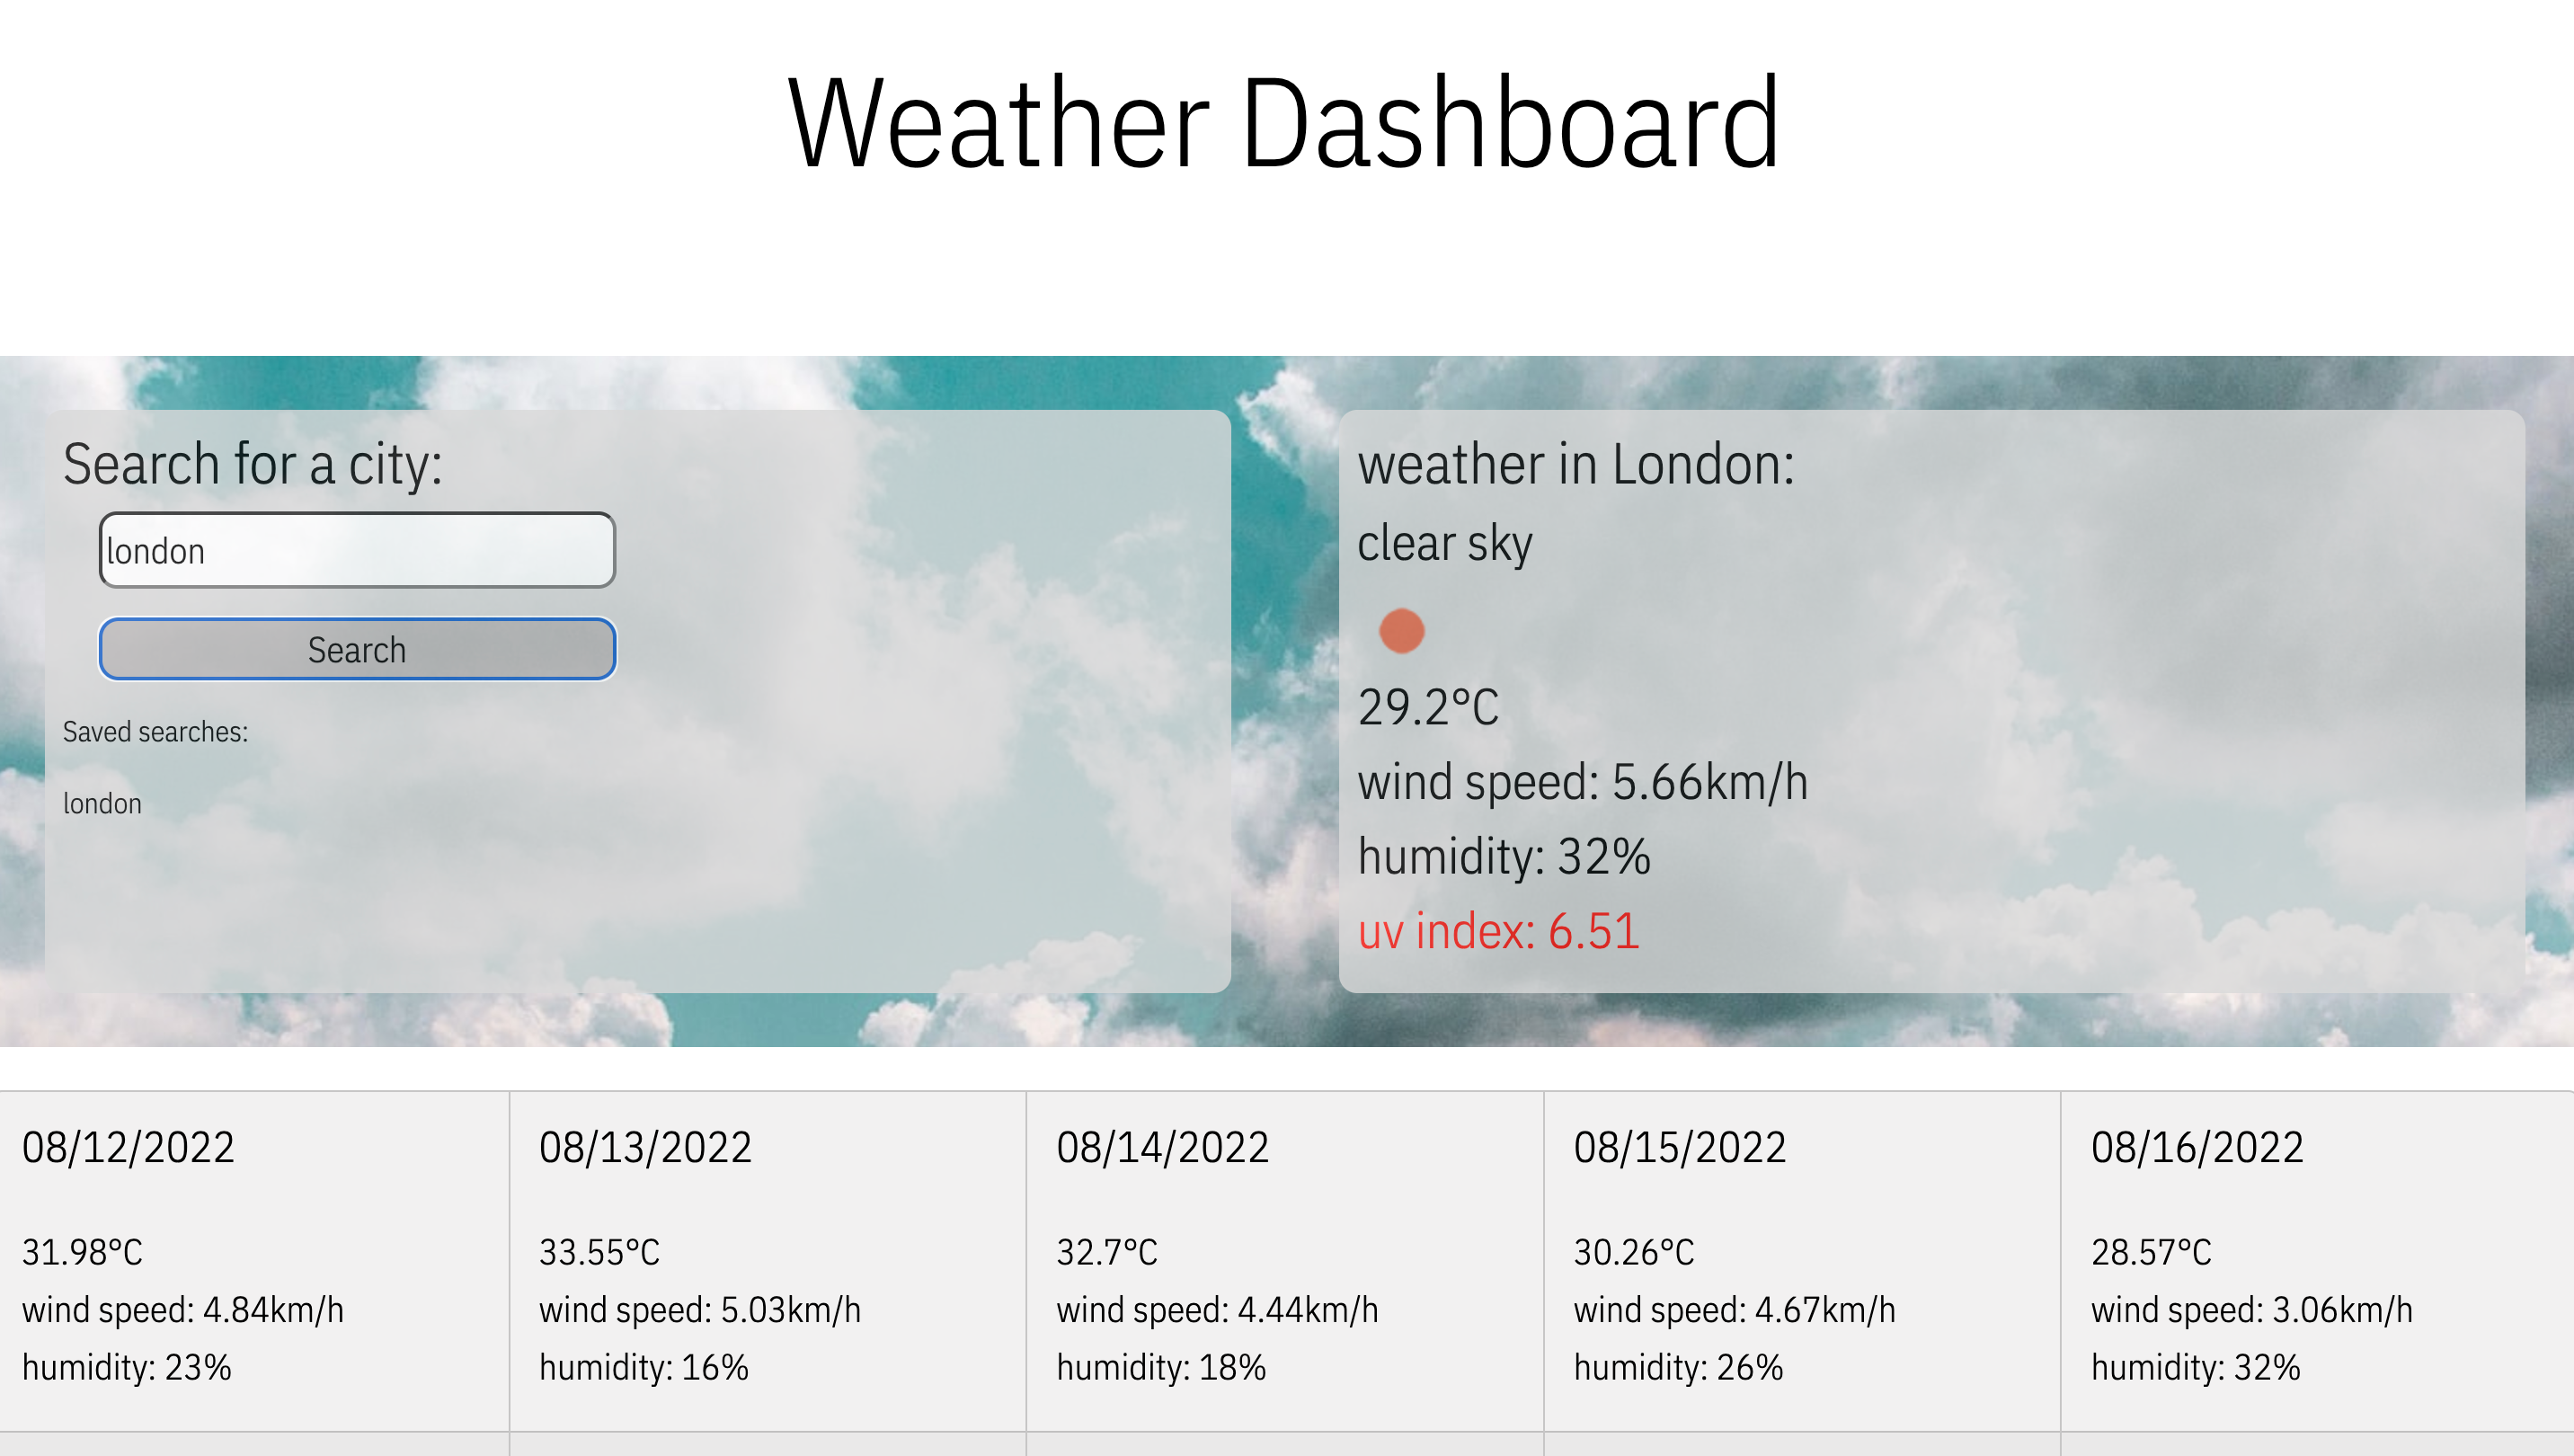 Weather Dashboard
Search for a city:
london
Search
Saved searches:
london
weather in London:
clear sky
29.2°C
wind speed: 5.66km/h
humidity: 32%
uv index: 6.51
08/12/2022
31.98°C
wind speed: 4.84km/h
humidity: 23%
08/13/2022
33.55°C
wind speed: 5.03km/h
humidity: 16%
08/14/2022
32.7°C
wind speed: 4.44km/h
humidity: 18%
08/15/2022
30.26°C
wind speed: 4.67km/h
humidity: 26%
08/16/2022
28.57°C
wind speed: 3.06km/h
humidity: 32%